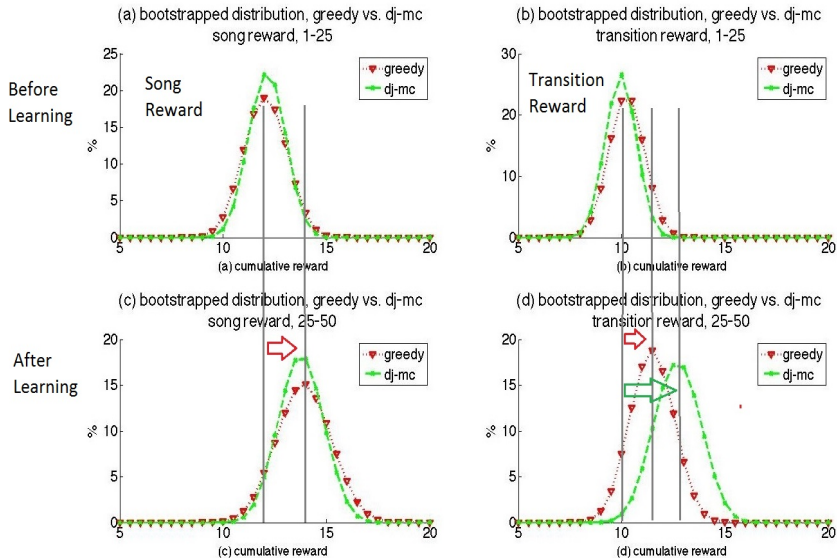 (a) bootstrapped distribution, greedy vs. dj-mc
song reward, 1-25
(b) bootstrapped distribution, greedy vs. dj-mc
transition reward, 1-25
Before
Learning
Song
Reward
25
20
15
10
5
0
%
greedy
dj-mc
5
10
15
20
(a) cumulative reward
Transition
Reward
30
20
10
0
%
greedy
dj-mc
5
10
15
20
(b) cumulative reward
(c) bootstrapped distribution, greedy vs. dj-mc
song reward, 25-50
(d) bootstrapped distribution, greedy vs. dj-mc
transition reward, 25-50
After
Learning
20
15
10
5
0
%
greedy
dj-mc
5
10
15
20
(c) cumulative reward
20
15
10
5
0
%
greedy
dj-mc
5
10
15
20
(d) cumulative reward